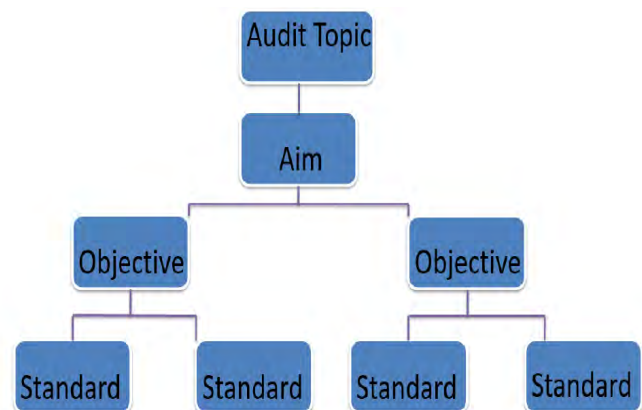 Audit Topic
Aim
Objective
Objective
Standard
Standard
Standard
Standard